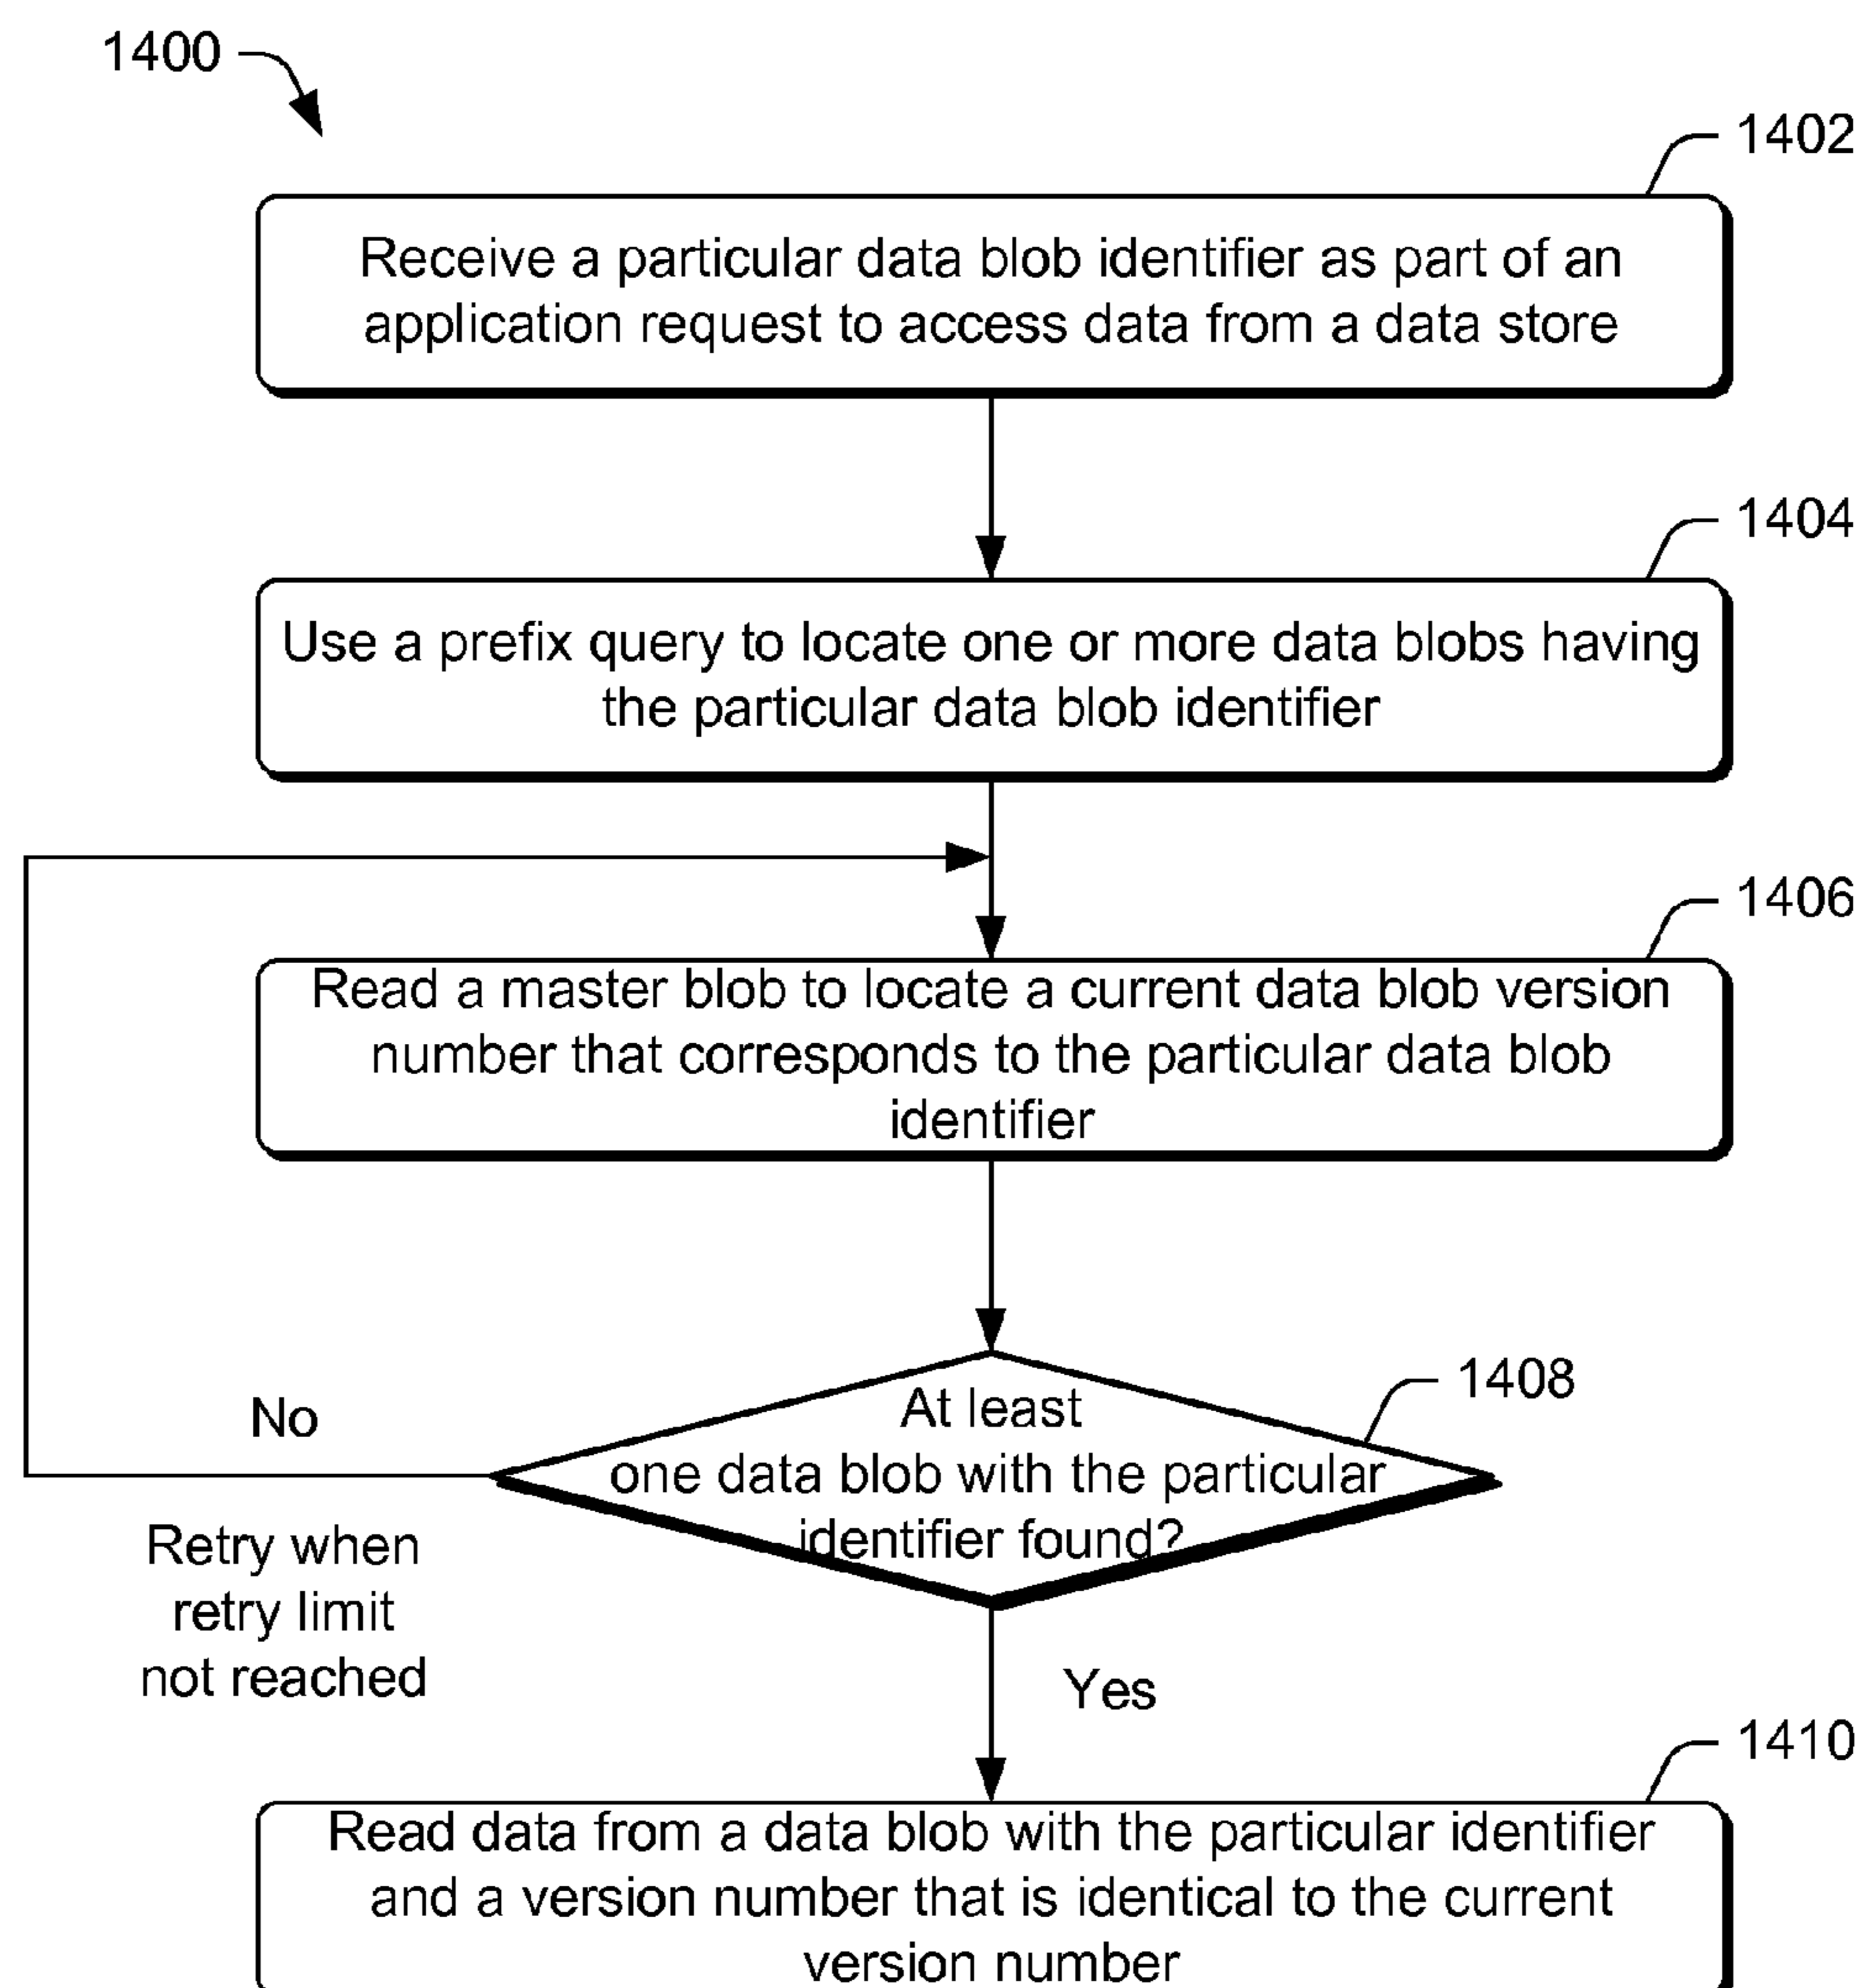 1400
1402
Receive a particular data blob identifier as part of an
application request to access data from a data store
1404
Use a prefix query to locate one or more data blobs having
the particular data blob identifier
1406
Read a master blob to locate a current data blob version
number that corresponds to the particular data blob
identifier
1408
At least
one data blob with the particular
identifier found?
No
Retry when
retry limit
not reached
Yes
1410
Read data from a data blob with the particular identifier
and a version number that is identical to the current
version number